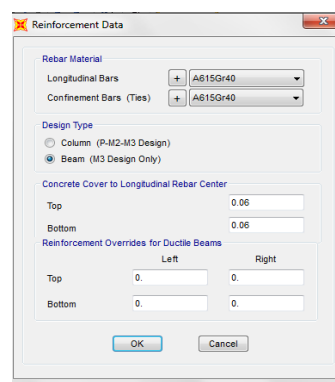 Reinforcement Data
Rebar Material
Longitudinal Bars + A615Gr40
Confinement Bars (Ties) + A615Gr40
Design Type
Column (P-M2-M3 Design)
Beam (M3 Design Only)
Concrete Cover to Longitudinal Rebar Center
Top 0.06
Bottom 0.06
Reinforcement Overrides for Ductile Beams
Left Right
Top 0. 0.
Bottom 0. 0.
OK Cancel